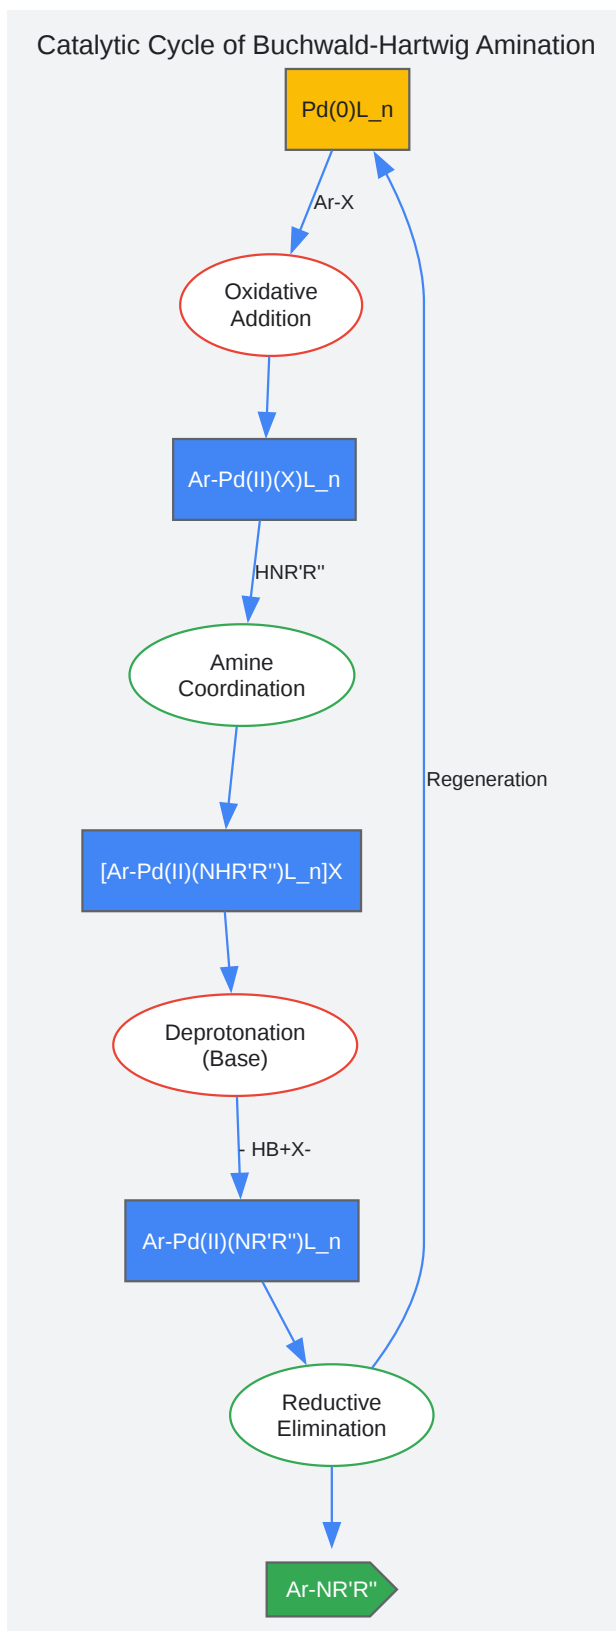 Catalytic Cycle of Buchwald-Hartwig Amination
Pd(0)L_n
Ar-X
Oxidative
Addition
Ar-Pd(II)(X)L_n
HNR'R''
Amine
Coordination
Regeneration
[Ar-Pd(II)(NHR'R'')L_n]X
Deprotonation
(Base)
- HB+X-
Ar-Pd(II)(NR'R'')L_n
Reductive
Elimination
Ar-NR'R''